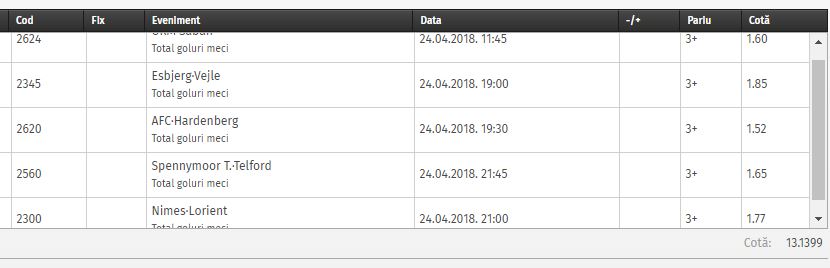 Cod Fix Eveniment Data -/+ Pariu Cotă
2624 24.04.2018. 11:45 3+ 1.60
Total goluri meci
Esbjerg·Vejle
2345 24.04.2018. 19:00 3+ 1.85
Total goluri meci
AFC·Hardenberg
2620 24.04.2018. 19:30 3+ 1.52
Total goluri meci
Spennymoor T.·Telford
2560 24.04.2018. 21:45 3+ 1.65
Total goluri meci
Nimes·Lorient
2300 24.04.2018. 21:00 3+ 1.77
Total goluri meci
Cotă: 13.1399